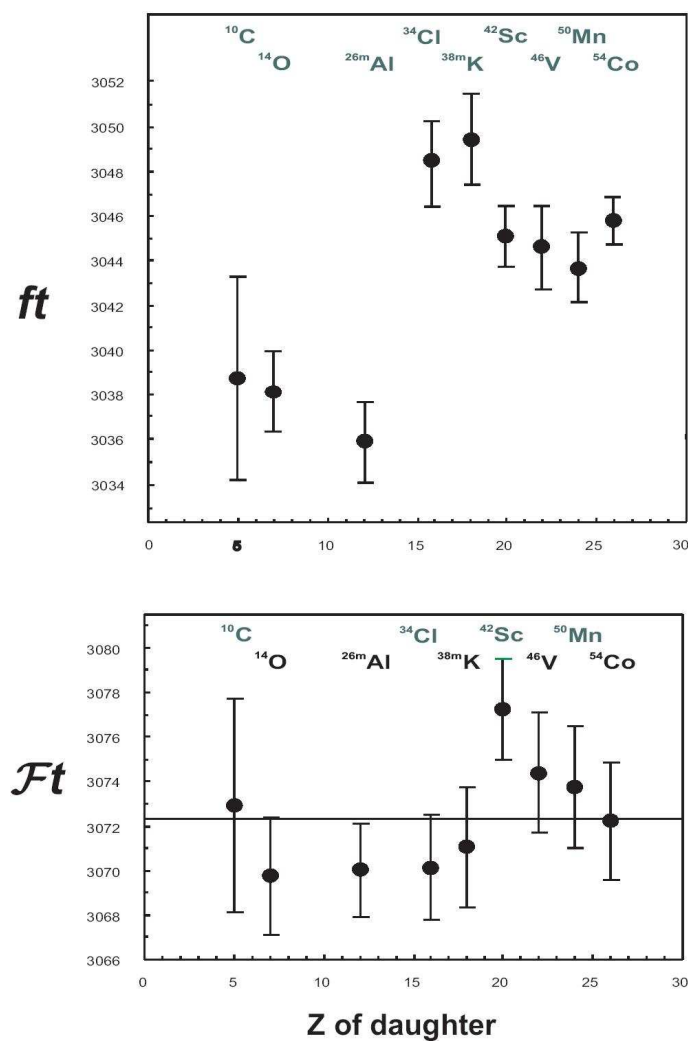 ¹⁰C ³⁴Cl ⁴²Sc ⁵⁰Mn
¹⁴O ²⁶ᵐAl ³⁸ᵐK ⁴⁶V ⁵⁴Co
3052
3050
3048
3046
3044
3042
3040
3038
3036
3034
ft
0 5 10 15 20 25 30
¹⁰C ³⁴Cl ⁴²Sc ⁵⁰Mn
¹⁴O ²⁶ᵐAl ³⁸ᵐK ⁴⁶V ⁵⁴Co
3080
3078
3076
3074
3072
3070
3068
3066
ℱt
0 5 10 15 20 25 30
Z of daughter